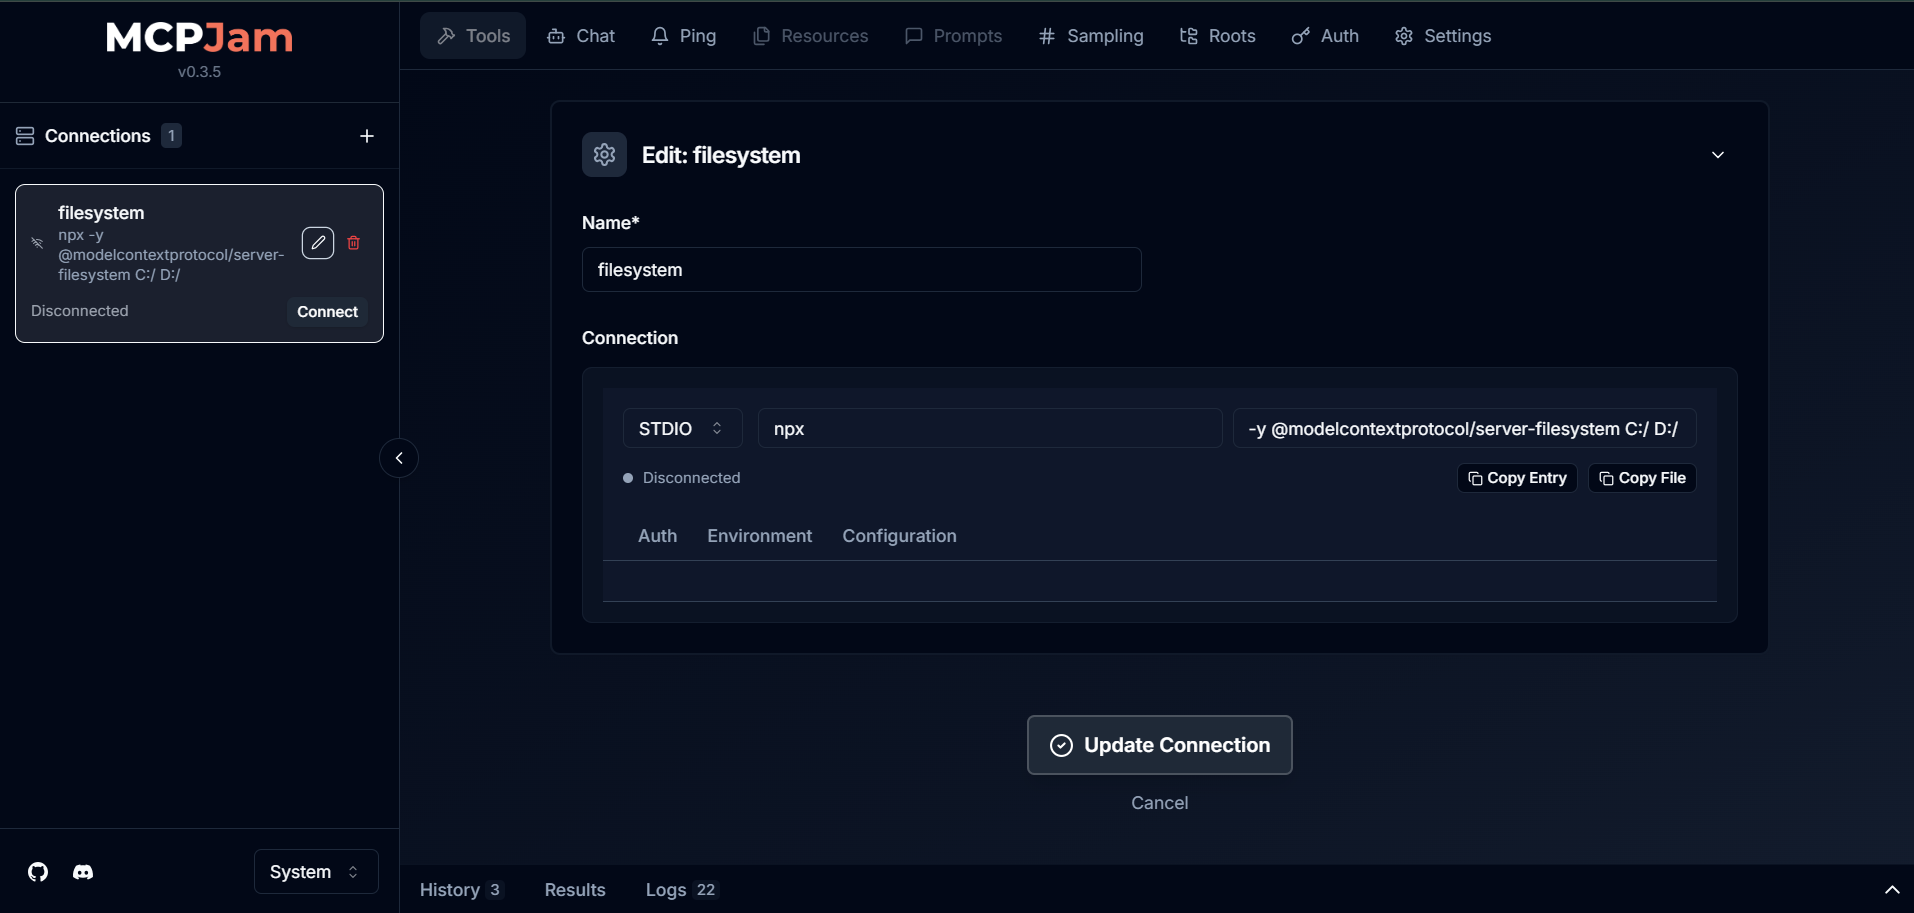 MCPJam
v0.3.5
Connections 1
filesystem
npx -y
@modelcontextprotocol/server-
filesystem C:/ D:/
Disconnected
Connect
System
Tools
Chat
Ping
Resources
Prompts
Sampling
Roots
Auth
Settings
Edit: filesystem
Name*
filesystem
Connection
STDIO
npx
-y @modelcontextprotocol/server-filesystem C:/ D:/
Disconnected
Copy Entry
Copy File
Auth
Environment
Configuration
Update Connection
Cancel
History 3
Results
Logs 22